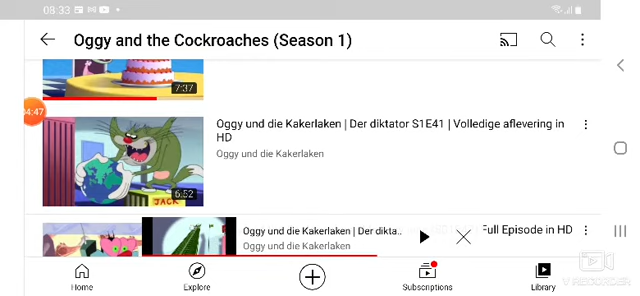 08:33
Oggy and the Cockroaches (Season 1)
7:37
04:47
Oggy und die Kakerlaken | Der diktator S1E41 | Volledige aflevering in
HD
Oggy und die Kakerlaken
JACK
6:52
Oggy und die Kakerlaken | Der dikta..
Full Episode in HD
Oggy und die Kakerlaken
Home
Explore
Subscriptions
Library
V RECORDER